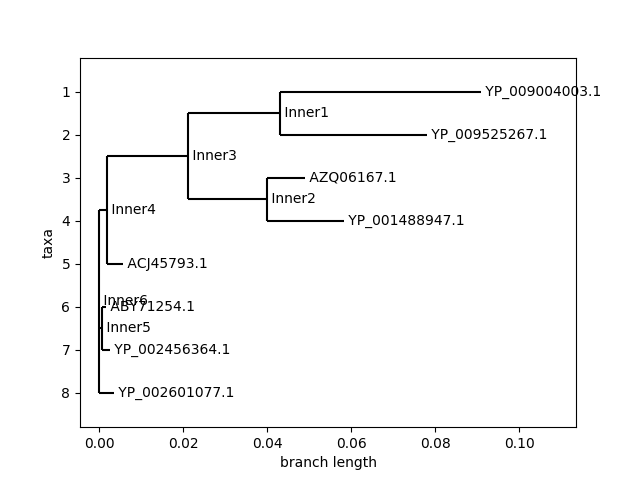 1 YP_009004003.1
Inner1
2 YP_009525267.1
Inner3
3 AZQ06167.1
Inner2
4 YP_001488947.1
Inner4
taxa
5 ACJ45793.1
Inner6
6 ABY71254.1
Inner5
7 YP_002456364.1
8 YP_002601077.1
0.00 0.02 0.04 0.06 0.08 0.10
branch length